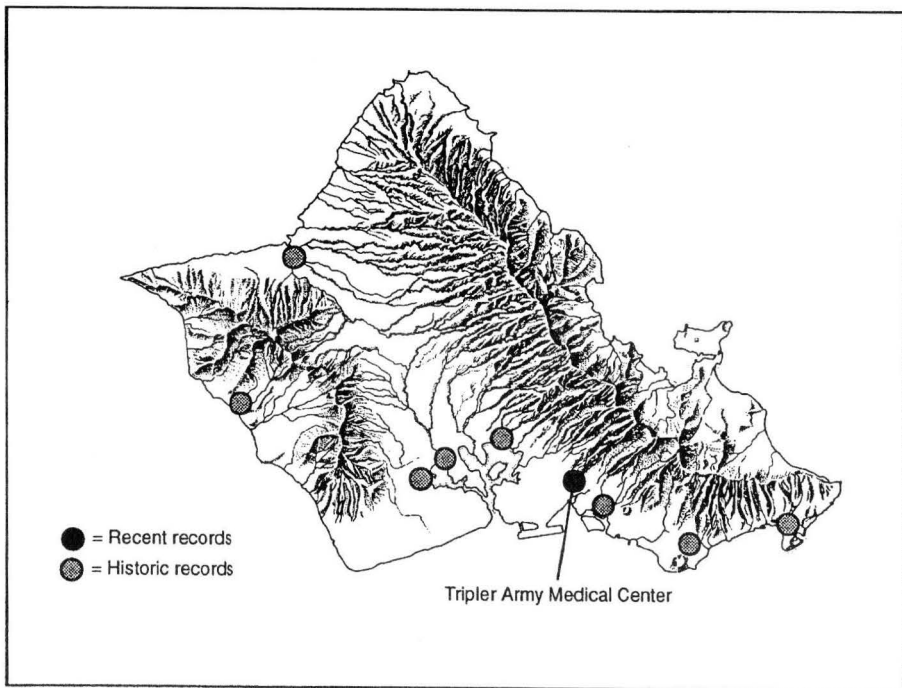 = Recent records
= Historic records
Tripler Army Medical Center